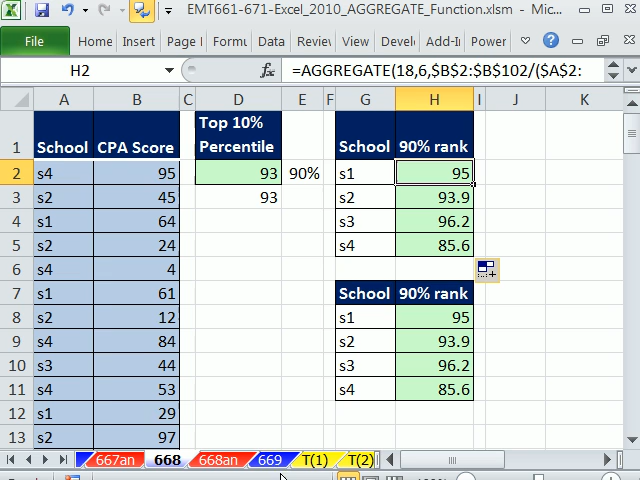 EMT661-671-Excel_2010_AGGREGATE_Function.xlsm - Mic...
File Home Insert Page Form Data Review View Develo Add-In Power
H2 fx =AGGREGATE(18,6,$B$2:$B$102/($A$2:
A B C D E F G H I J K
1 School CPA Score Top 10% Percentile School 90% rank
2 s4 95 93 90% s1 95
3 s2 45 93 s2 93.9
4 s1 64 s3 96.2
5 s2 24 s4 85.6
6 s4 4
7 s1 61 School 90% rank
8 s2 12 s1 95
9 s4 84 s2 93.9
10 s3 44 s3 96.2
11 s4 53 s4 85.6
12 s1 29
13 s2 97
667an 668 668an 669 T(1) T(2)